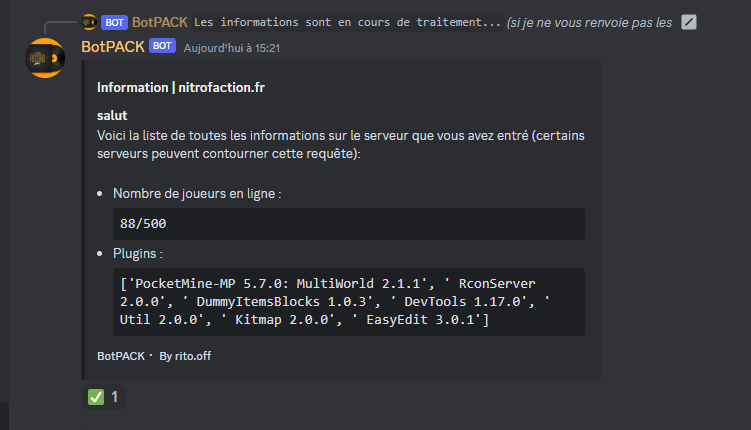 BOT BotPACK Les informations sont en cours de traitement... (si je ne vous renvoie pas les
BotPACK BOT Aujourd'hui à 15:21
Information | nitrofaction.fr
salut
Voici la liste de toutes les informations sur le serveur que vous avez entré (certains
serveurs peuvent contourner cette requête):
• Nombre de joueurs en ligne :
88/500
• Plugins :
['PocketMine-MP 5.7.0: MultiWorld 2.1.1', ' RconServer
2.0.0', ' DummyItemsBlocks 1.0.3', ' DevTools 1.17.0', '
Util 2.0.0', ' Kitmap 2.0.0', ' EasyEdit 3.0.1']
BotPACK · By rito.off
1